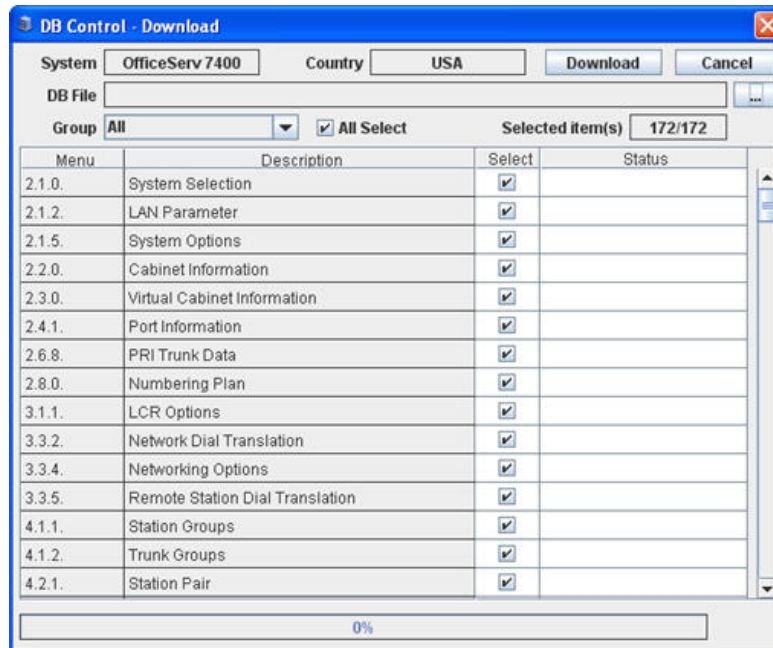 DB Control - Download
System OfficeServ 7400 Country USA Download Cancel
DB File ...
Group All All Select Selected item(s) 172/172
Menu Description Select Status
2.1.0. System Selection
2.1.2. LAN Parameter
2.1.5. System Options
2.2.0. Cabinet Information
2.3.0. Virtual Cabinet Information
2.4.1. Port Information
2.6.8. PRI Trunk Data
2.8.0. Numbering Plan
3.1.1. LCR Options
3.3.2. Network Dial Translation
3.3.4. Networking Options
3.3.5. Remote Station Dial Translation
4.1.1. Station Groups
4.1.2. Trunk Groups
4.2.1. Station Pair
0%